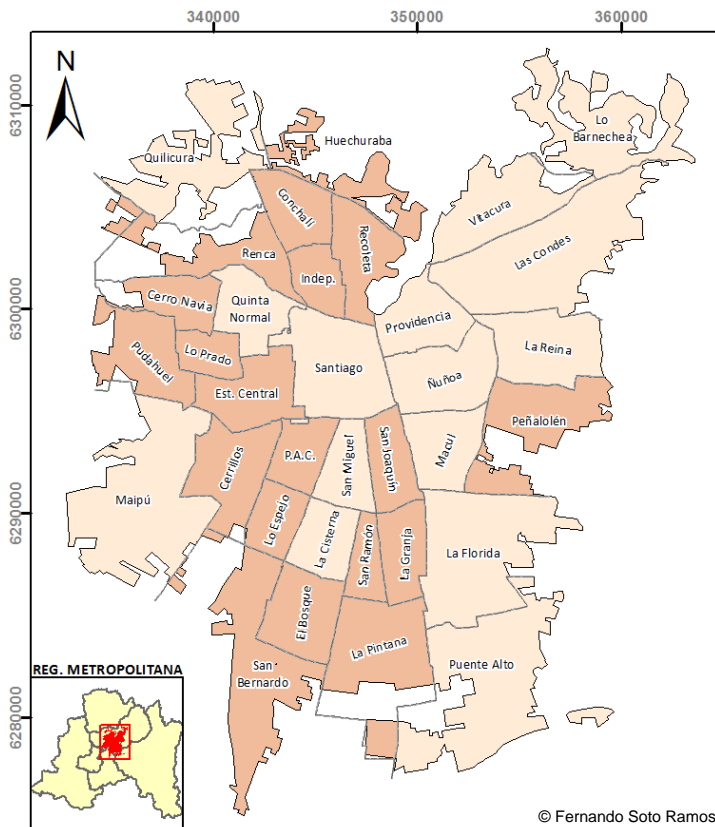 340000
350000
360000
N
6310000
6300000
6290000
6280000
Lo
Barnechea
Huechuraba
Quilicura
Conchalí
Vitacura
Recoleta
Las Condes
Renca
Indep.
Cerro Navia
Quinta
Normal
Providencia
La Reina
Lo Prado
Pudahuel
Santiago
Ñuñoa
Est. Central
Peñalolén
Macul
San Joaquín
San Miguel
P.A.C.
Cerrillos
Maipú
Lo Espejo
La Cisterna
San Ramón
La Granja
La Florida
El Bosque
La Pintana
San
Bernardo
Puente Alto
REG. METROPOLITANA
© Fernando Soto Ramos